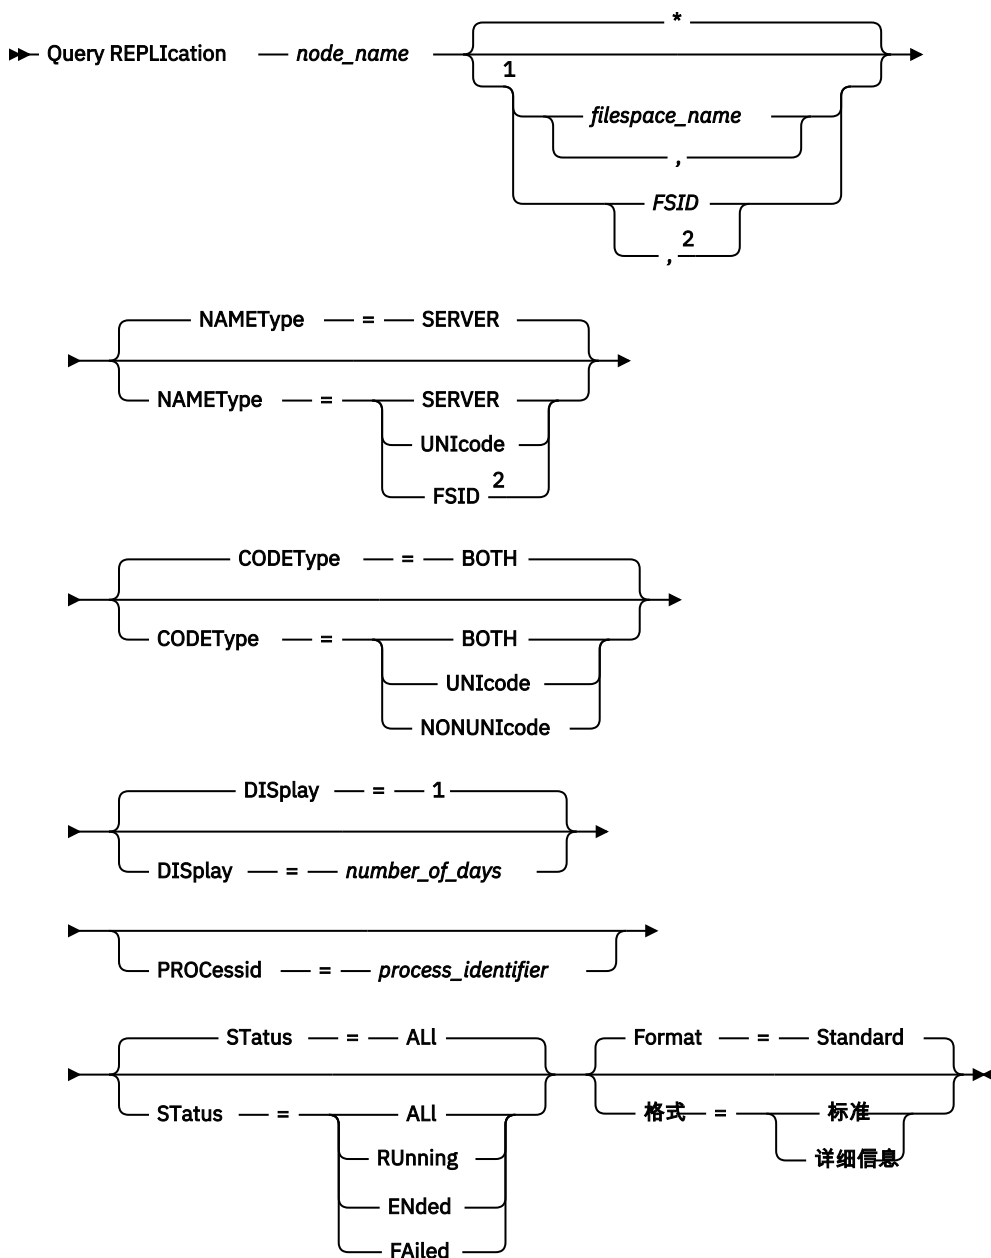 *
Query REPLIcation node_name
1
filespace_name
,
FSID
2
,
NAMEType = SERVER
NAMEType = SERVER
UNIcode
FSID 2
CODEType = BOTH
CODEType = BOTH
UNIcode
NONUNIcode
DISplay = 1
DISplay = number_of_days
PROCessid = process_identifier
STatus = ALl
Format = Standard
STatus = ALl
格式 = 标准
RUnning
详细信息
ENded
FAiled